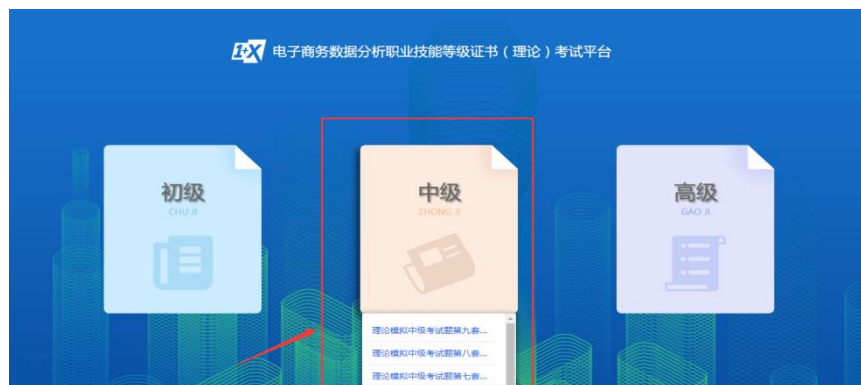 1+X 电子商务数据分析职业技能等级证书（理论）考试平台
初级
CHU JI
中级
ZHONG JI
高级
GAO JI
理论模拟中级考试题第九套...
理论模拟中级考试题第八套...
理论模拟中级考试题第七套...